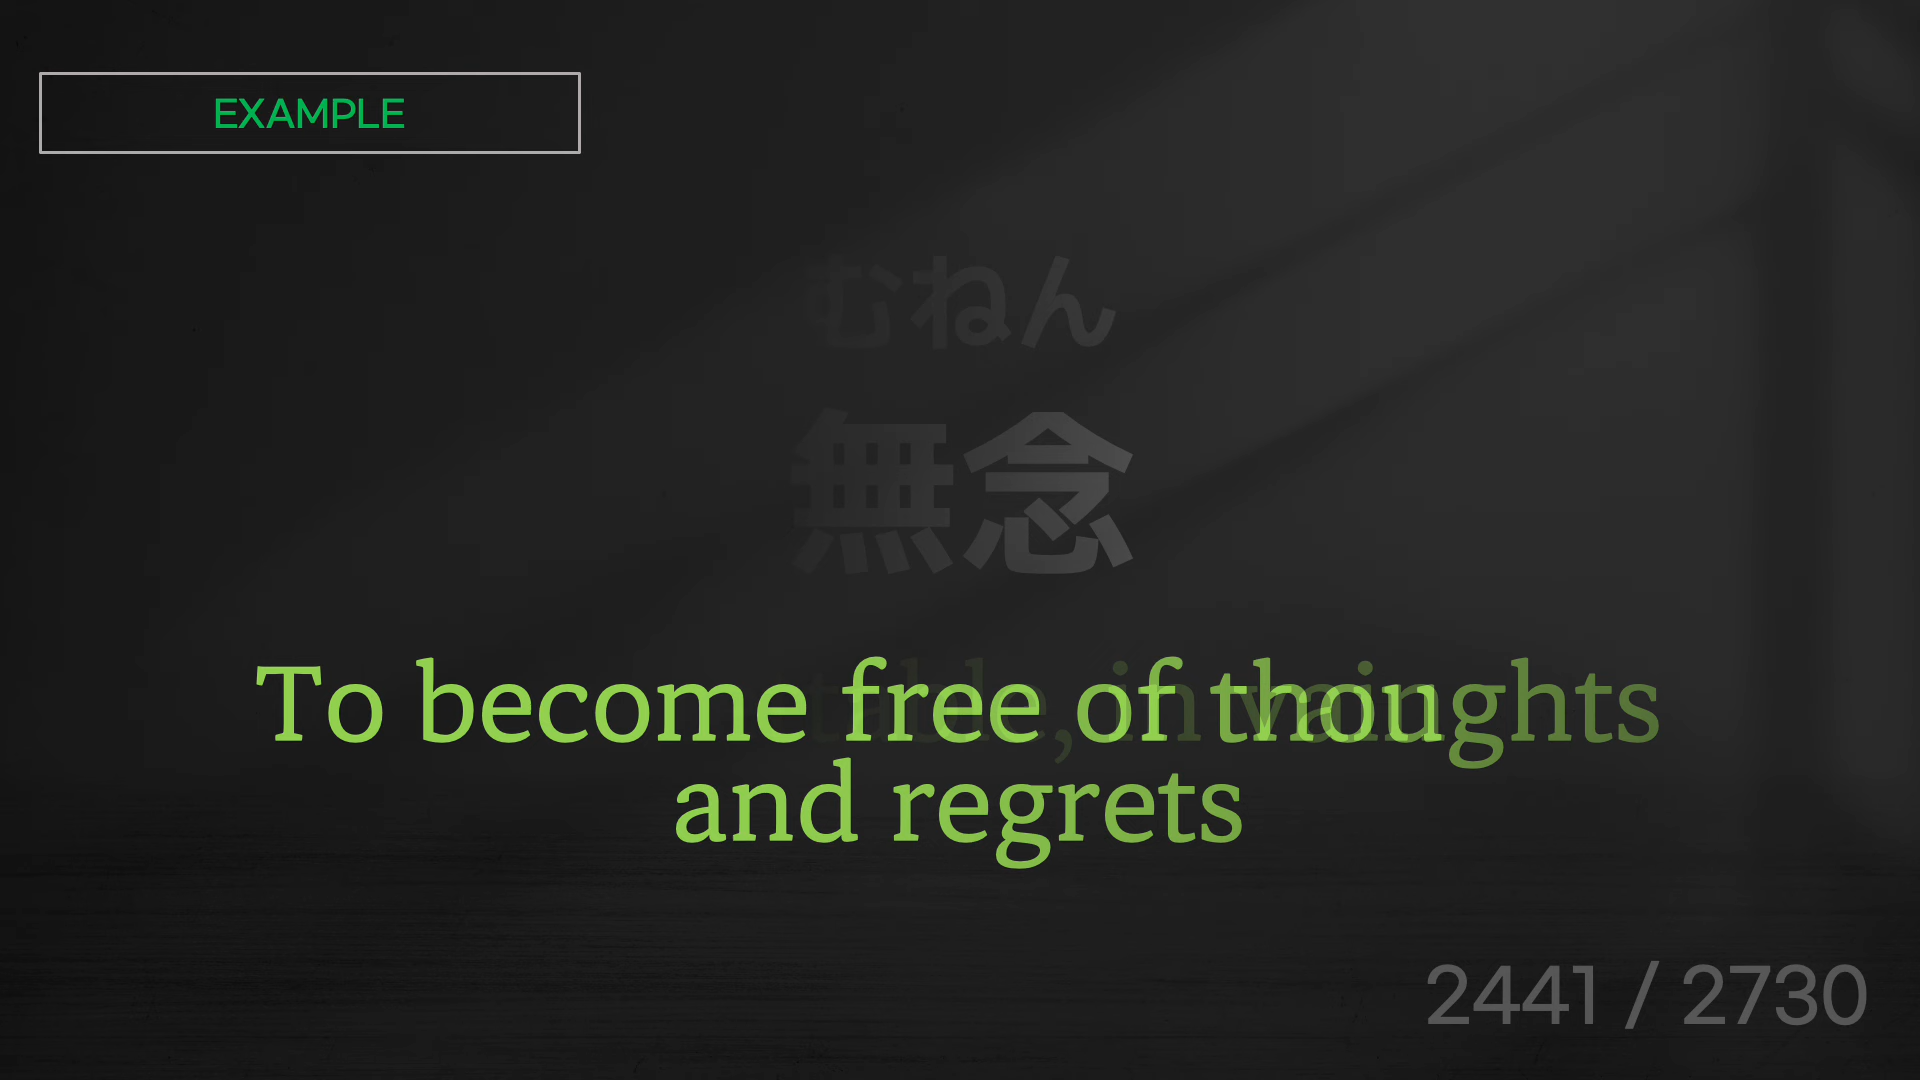 EXAMPLE
むねん
無念
To become free of thoughts
and regrets
2441 / 2730